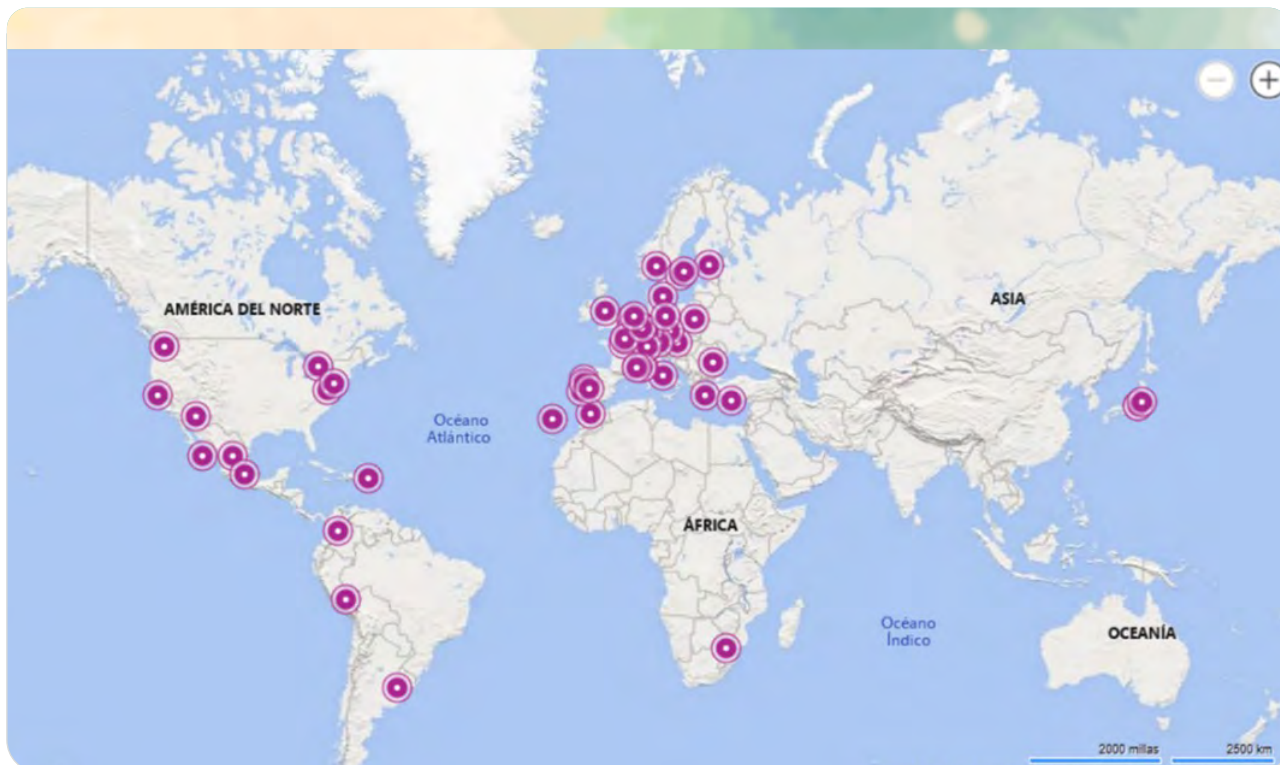 AMÉRICA DEL NORTE
ASIA
Océano
Atlántico
ÁFRICA
Océano
Índico
OCEANÍA
2000 millas
2500 km